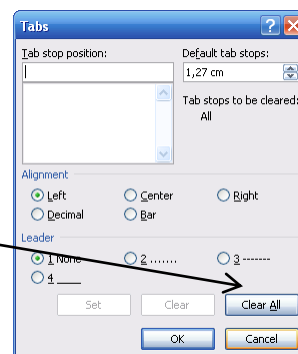 Tabs
Tab stop position: Default tab stops:
1,27 cm
Tab stops to be cleared:
All
Alignment
Left Center Right
Decimal Bar
Leader
1 None 2 ....... 3 -------
4 ____
Set Clear Clear All
OK Cancel